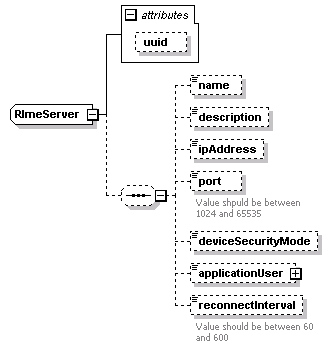 attributes
uuid
RImeServer
name
description
ipAddress
port
Value shpuld be between
1024 and 65535
deviceSecurityMode
applicationUser
reconnectInterval
Value should be between 60
and 600